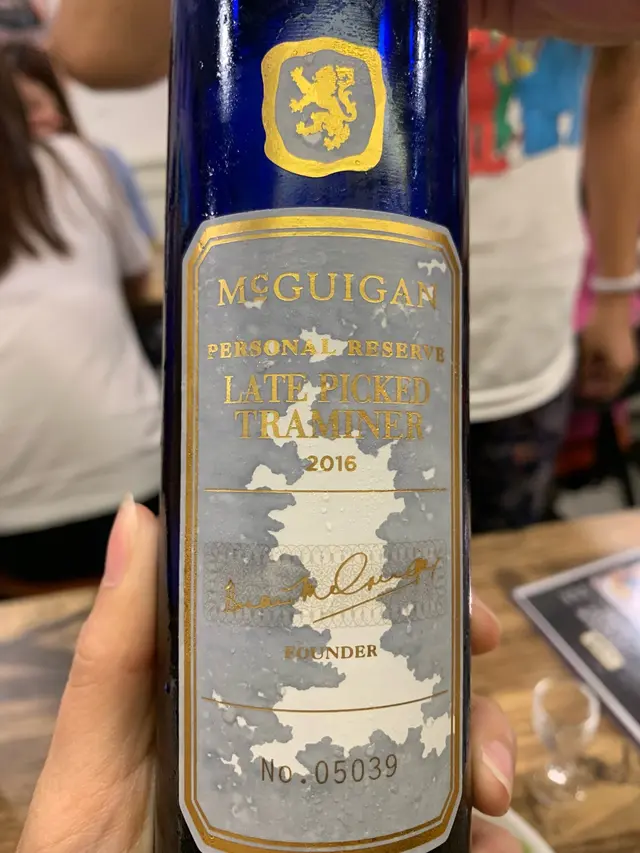 McGUIGAN
PERSONAL RESERVE
LATE PICKED
TRAMINER
2016
FOUNDER
No.05039